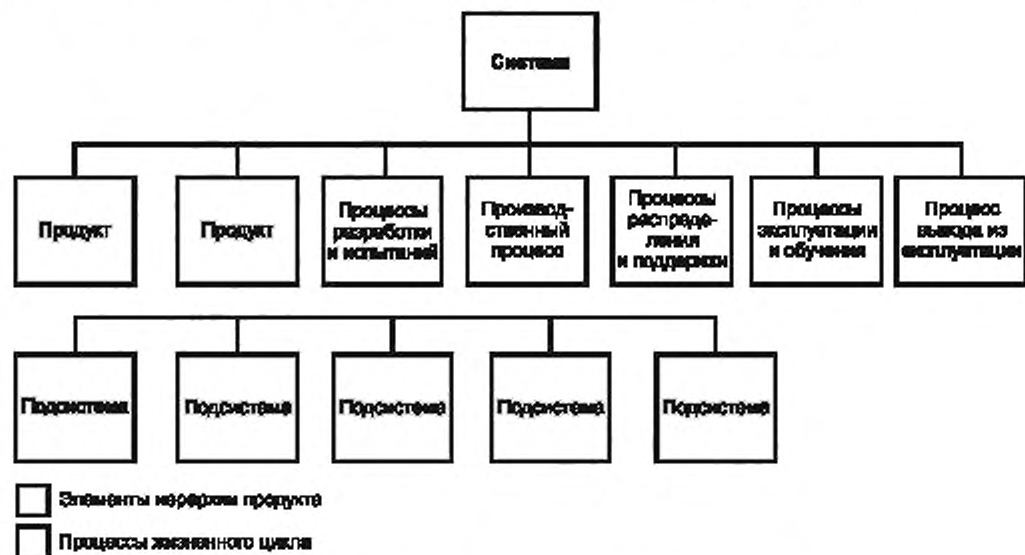 Система
Продукт
Продукт
Процессы
разработки
и испытаний
Производ-
ственный
процесс
Процессы
распреде-
ления
и поддержки
Процессы
эксплуатации
и обучения
Процесс
вывода из
эксплуатации
Подсистема
Подсистема
Подсистема
Подсистема
Подсистема
Элементы иерархии продукта
Процессы жизненного цикла